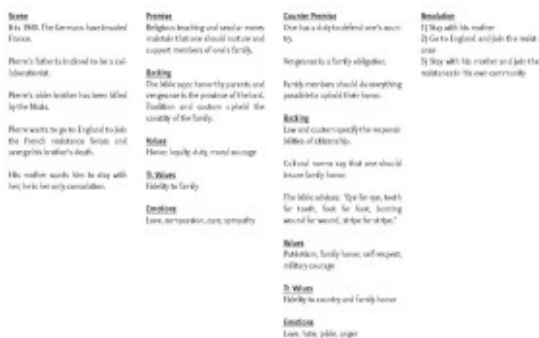 Scene
It is 1940. The Germans have invaded
France.
Pierre's father is inclined to be a col-
laborationist.
Pierre's older brother has been killed
by the Nazis.
Pierre wants to go to England to join
the French resistance forces and
avenge his brother's death.
His mother wants him to stay with
her; he is her only consolation.
Premise
Religious teaching and secular mores
maintain that one should nurture and
support members of one's family.
Backing
The bible says: honor thy parents and
vengeance is the province of the lord.
Tradition and custom uphold the
sanctity of the family.
Values
Honor, loyalty, duty, moral courage
Tr. Values
Fidelity to family
Emotions
Love, compassion, care, sympathy
Counter Premise
One has a duty to defend one's coun-
try.
Vengeance is a family obligation.
Family members should do everything
possible to uphold their honor.
Backing
Law and custom specify the responsi-
bilities of citizenship.
Cultural norms say that one should
insure family honor.
The bible advises: "Eye for eye, tooth
for tooth, foot for foot, burning
wound for wound, stripe for stripe."
Values
Patriotism, family honor, self-respect,
military courage
Tr. Values
Fidelity to country and family honor
Emotions
Love, hate, pride, anger
Resolution
1) Stay with his mother
2) Go to England and join the resist-
ance
3) Stay with his mother and join the
resistance in his own community